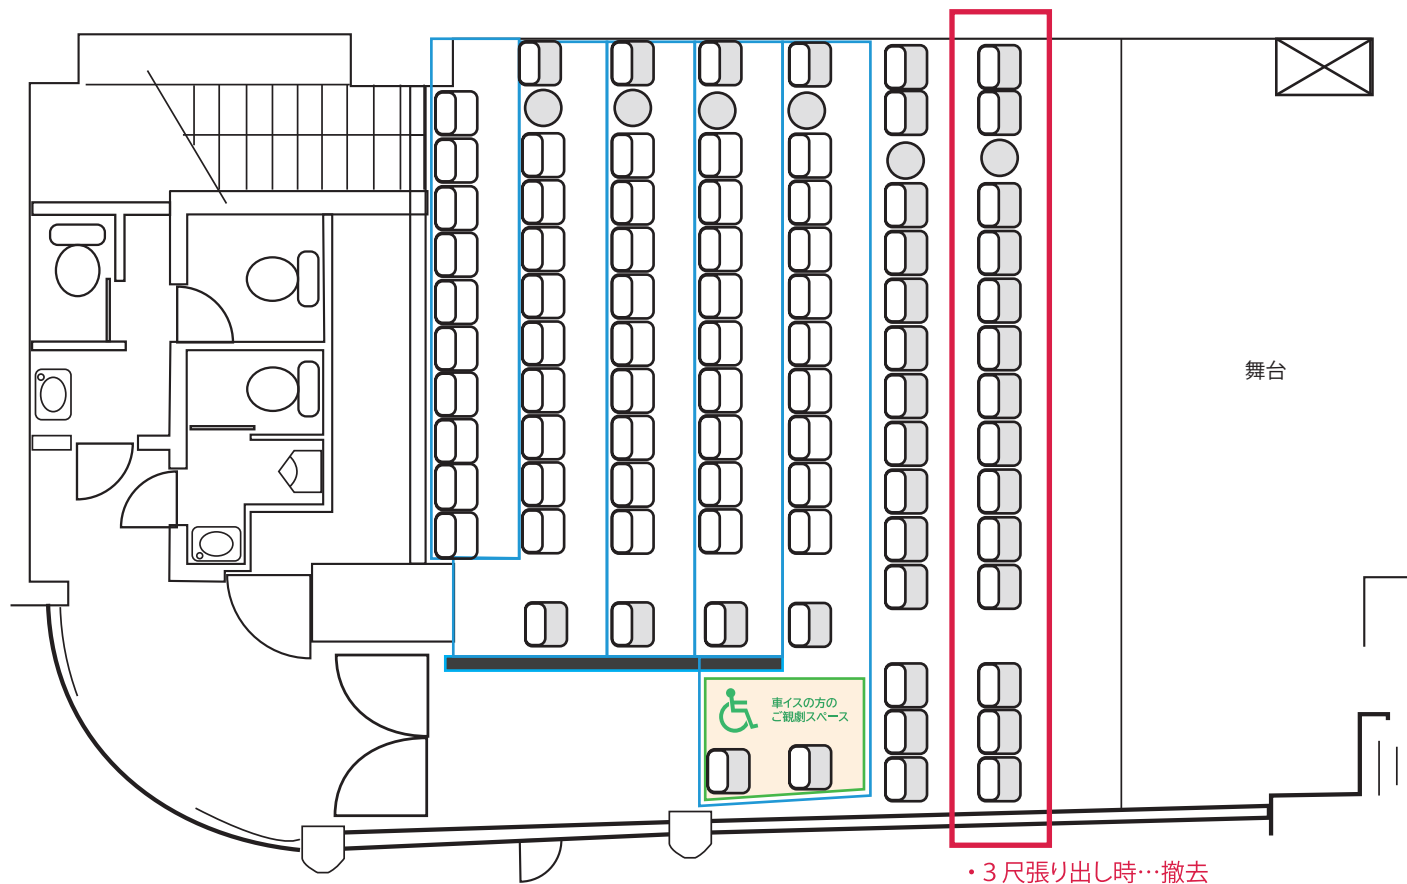 舞台
車イスの方の
ご観劇スペース
・3 尺張り出し時…撤去